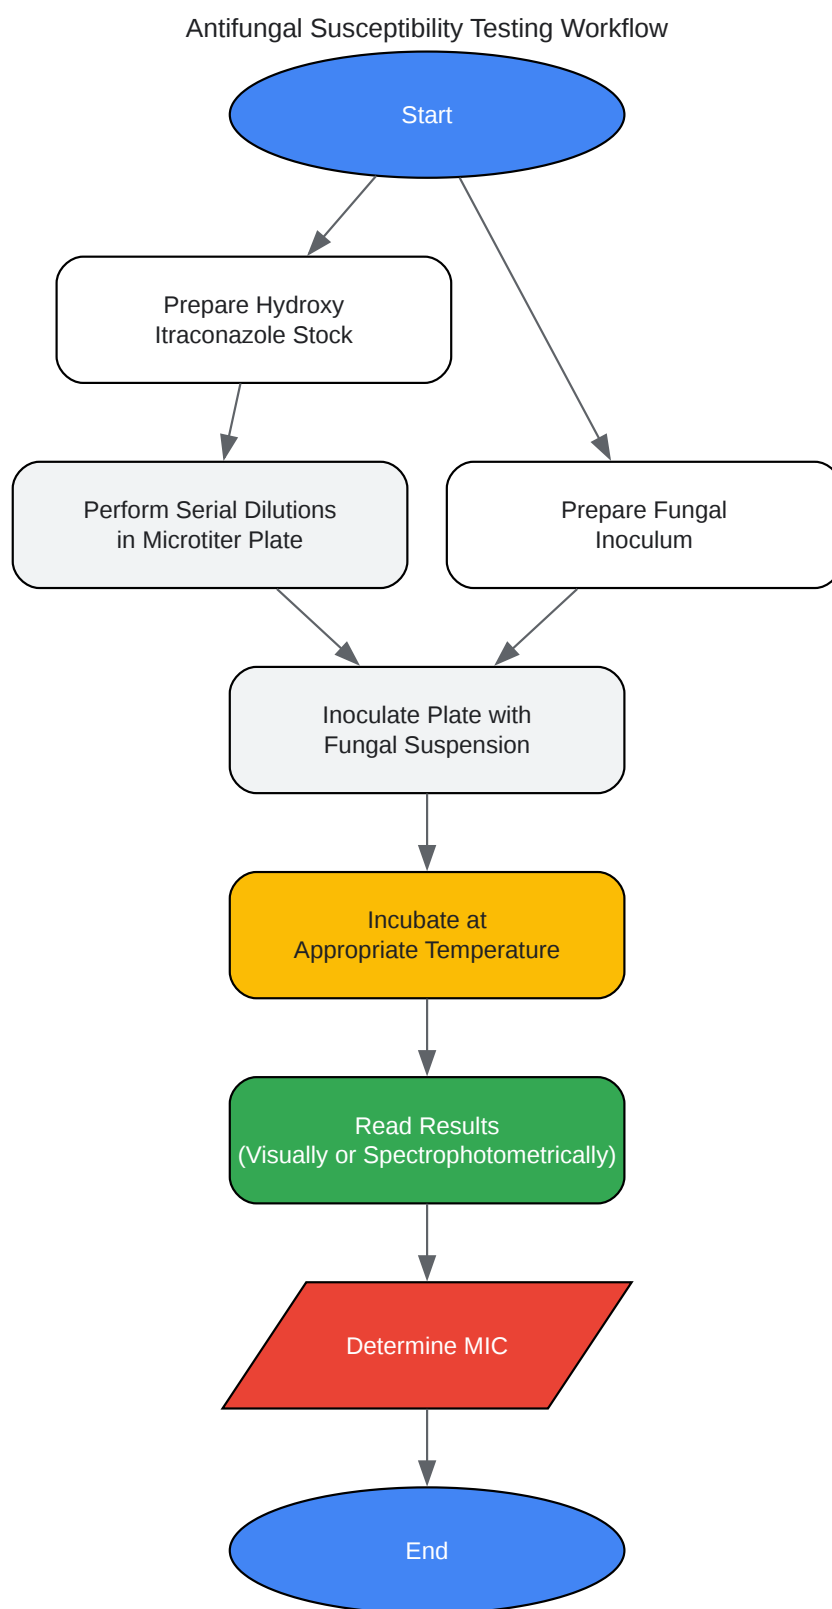 Antifungal Susceptibility Testing Workflow
Start
Prepare Hydroxy
Itraconazole Stock
Perform Serial Dilutions
in Microtiter Plate
Prepare Fungal
Inoculum
Inoculate Plate with
Fungal Suspension
Incubate at
Appropriate Temperature
Read Results
(Visually or Spectrophotometrically)
Determine MIC
End